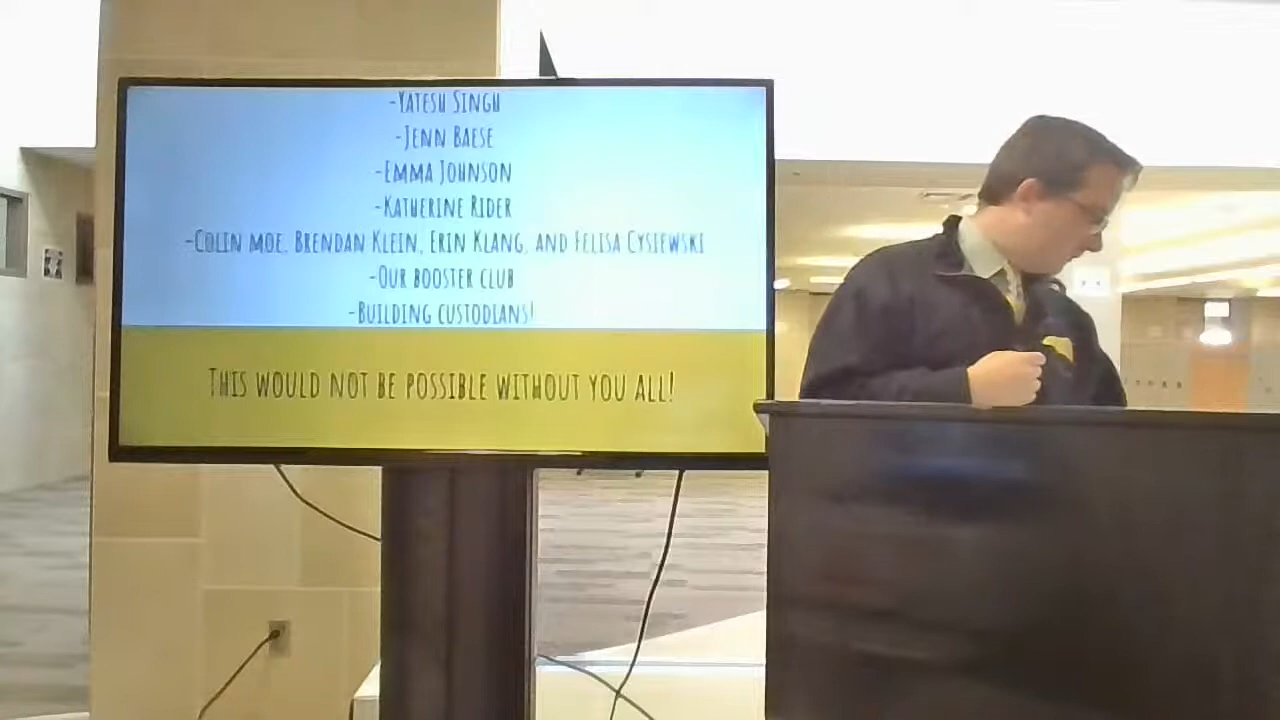 -Yatesh Singh
-Jenn Baese
-Emma Johnson
-Katherine Rider
-Colin Moe, Brendan Klein, Erin Klang, and Felisa Cysiewski
-Our booster club
-Building custodians!
This would not be possible without you all!